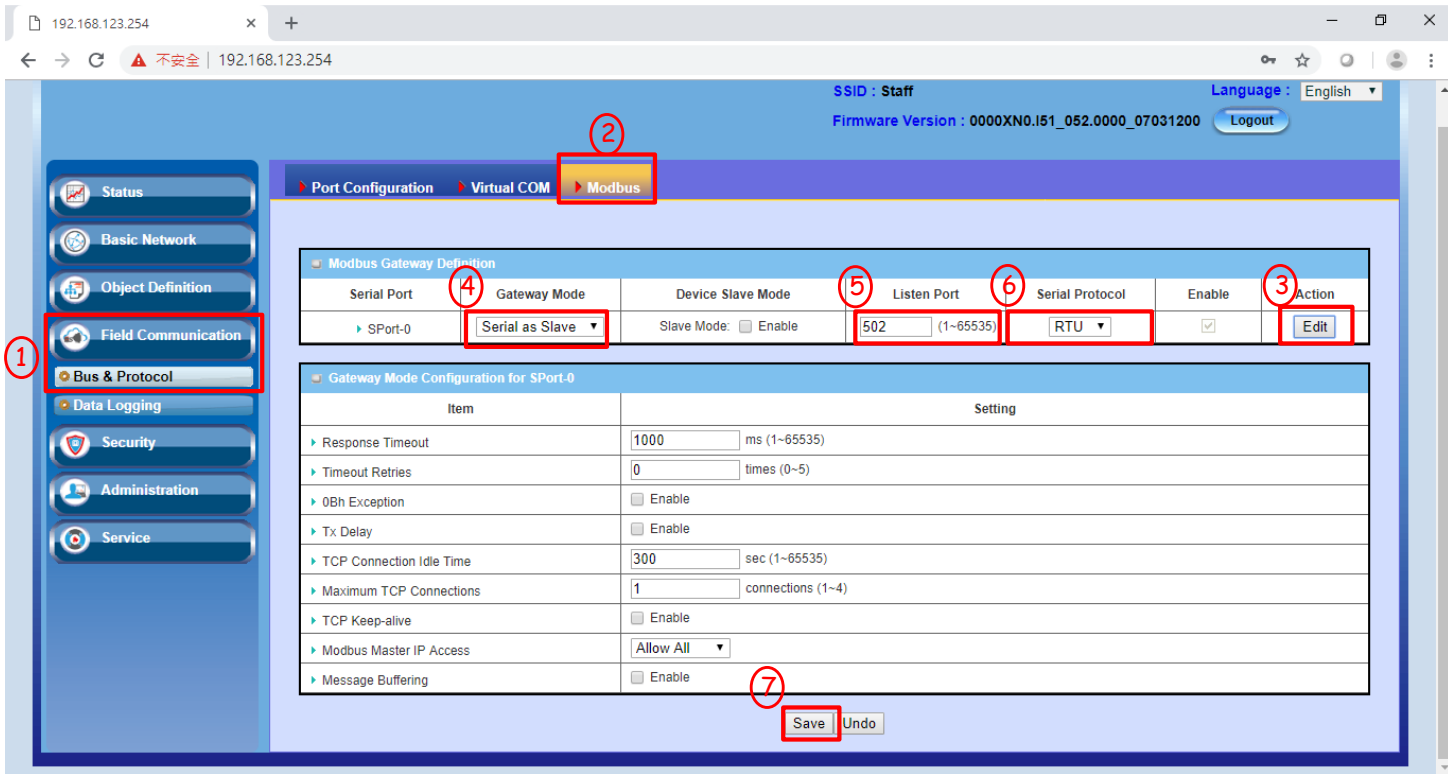 192.168.123.254
不安全 | 192.168.123.254
SSID : Staff
Language : English
Firmware Version : 0000XN0.I51_052.0000_07031200
Logout
2
Port Configuration Virtual COM Modbus
Status
Basic Network
Object Definition
Field Communication
1
Bus & Protocol
Data Logging
Security
Administration
Service
Modbus Gateway Definition
4 5 6 3
Serial Port Gateway Mode Device Slave Mode Listen Port Serial Protocol Enable Action
SPort-0 Serial as Slave Slave Mode: Enable 502 (1~65535) RTU Edit
Gateway Mode Configuration for SPort-0
Item Setting
Response Timeout 1000 ms (1~65535)
Timeout Retries 0 times (0~5)
0Bh Exception Enable
Tx Delay Enable
TCP Connection Idle Time 300 sec (1~65535)
Maximum TCP Connections 1 connections (1~4)
TCP Keep-alive Enable
Modbus Master IP Access Allow All
Message Buffering Enable
7
Save Undo